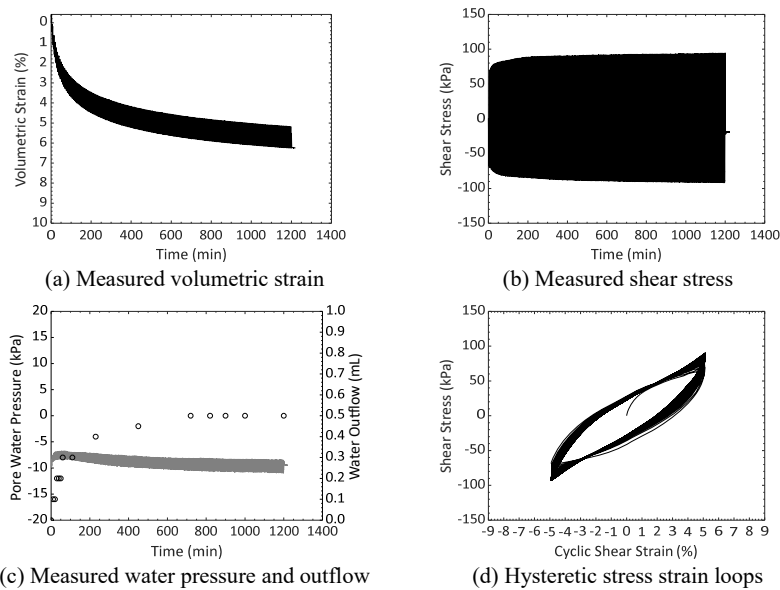 0
1
2
3
4
5
6
7
8
9
10
Volumetric Strain (%)
0 200 400 600 800 1000 1200 1400
Time (min)
(a) Measured volumetric strain
150
100
50
0
-50
-100
-150
Shear Stress (kPa)
0 200 400 600 800 1000 1200 1400
Time (min)
(b) Measured shear stress
20
15
10
5
0
-5
-10
-15
-20
Pore Water Pressure (kPa)
1.0
0.9
0.8
0.7
0.6
0.5
0.4
0.3
0.2
0.1
0.0
Water Outflow (mL)
0 200 400 600 800 1000 1200 1400
Time (min)
(c) Measured water pressure and outflow
150
100
50
0
-50
-100
-150
Shear Stress (kPa)
-9 -8 -7 -6 -5 -4 -3 -2 -1 0 1 2 3 4 5 6 7 8 9
Cyclic Shear Strain (%)
(d) Hysteretic stress strain loops